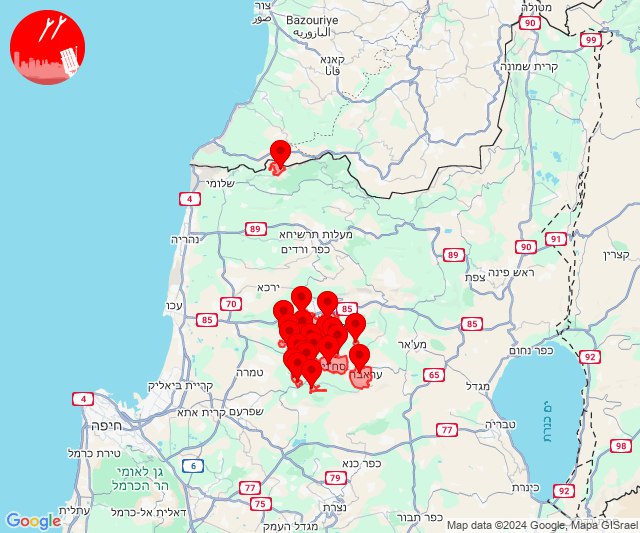 צור
صور
Bazouriye
البازورية
מטולה
90
99
קאנא
قانا
קרית שמונה
שלומי
4
נהריה
89
מעלות תרשיחא
כפר ורדים
89
90
91
ראש פינה
צפת
קצרין
ירכא
עכו
70
85
85
85
מע'אר
כפר נחום
92
סח'
עראבה
טמרה
65
מגדל
קריית ביאליק
4
חיפה
קרית אתא
שפרעם
77
טבריה
ים כנרת
77
98
טירת כרמל
6
כפר כנא
גן לאומי
הר הכרמל
79
77
75
נצרת
כינרת
92
עתלית
דאלית אל-כרמל
מגדל העמק
כפר תבור
Google
Map data ©2024 Google, Mapa GISrael